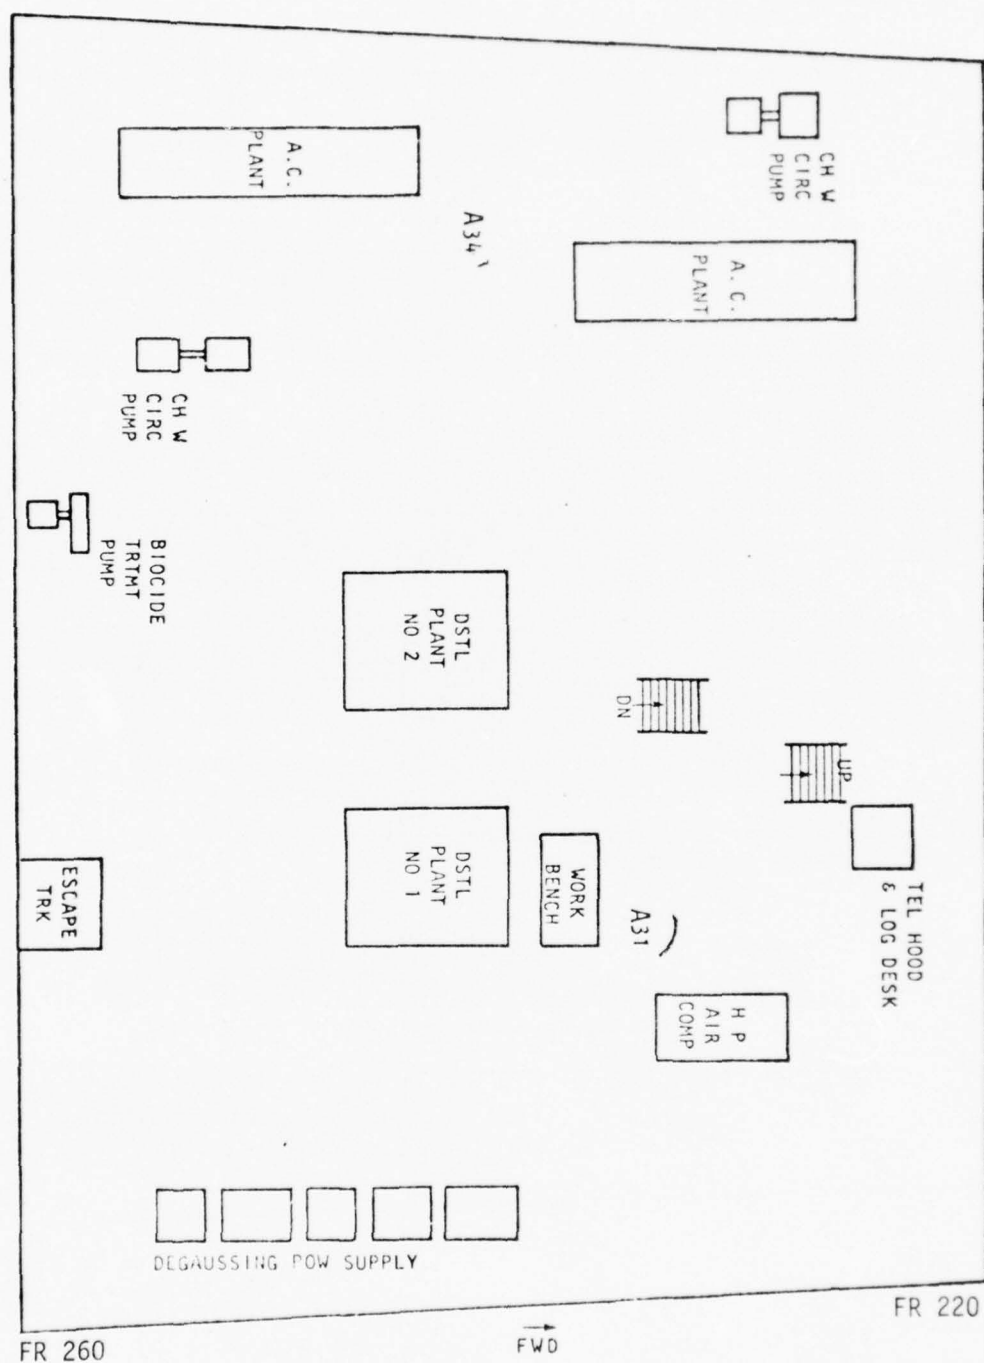 CH W
CIRC
PUMP
A.C.
PLANT
A34
A.C.
PLANT
CH W
CIRC
PUMP
BIOCIDE
TRTMT
PUMP
DSTL
PLANT
NO 2
DN
UP
DSTL
PLANT
NO 1
WORK
BENCH
ESCAPE
TRK
A31
TEL HOOD
& LOG DESK
H P
AIR
COMP
DEGAUSSING POW SUPPLY
FR 220
FR 260
FWD